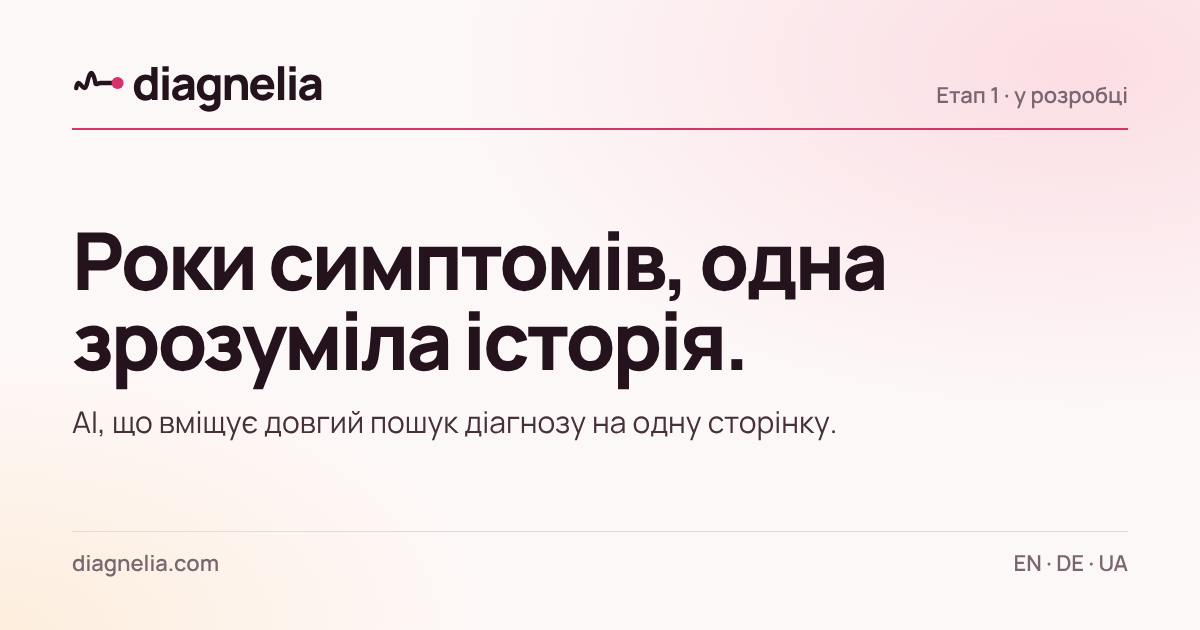 diagnelia
Етап 1 · у розробці
Роки симптомів, одна
зрозуміла історія.
AI, що вміщує довгий пошук діагнозу на одну сторінку.
diagnelia.com
EN · DE · UA